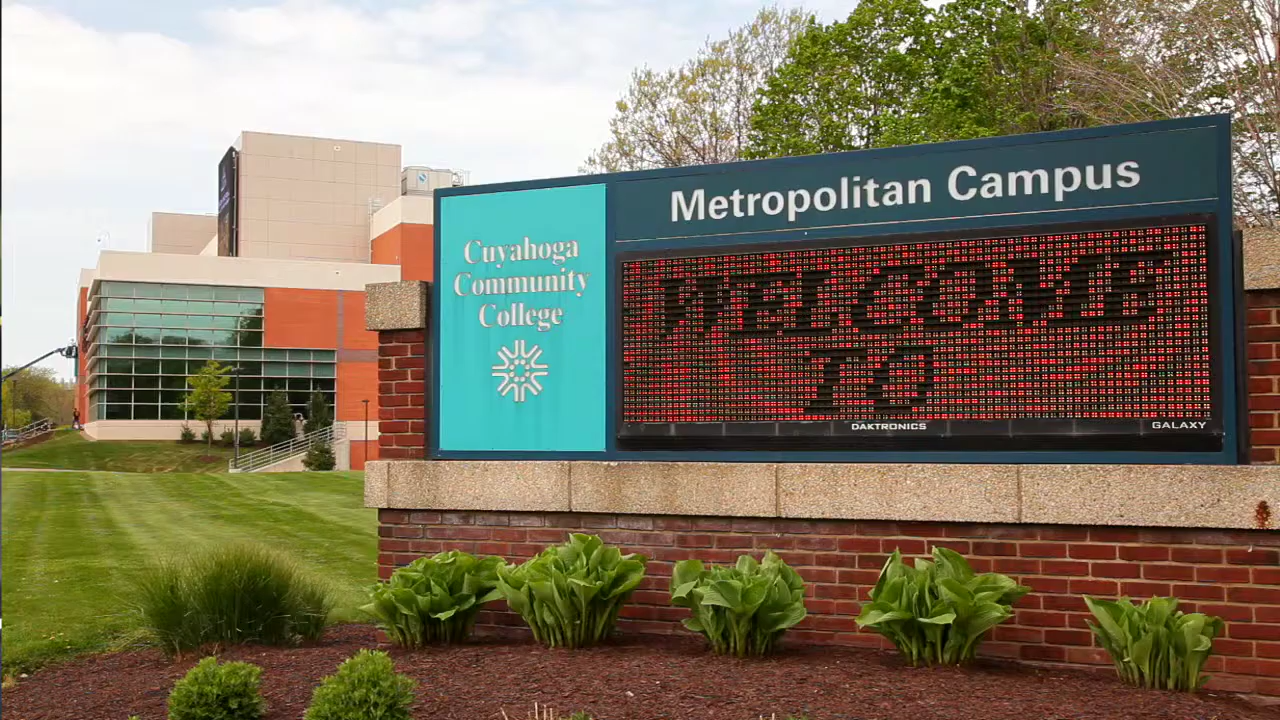 Metropolitan Campus
Cuyahoga
Community
College
WELCOME
TO
DAKTRONICS
GALAXY